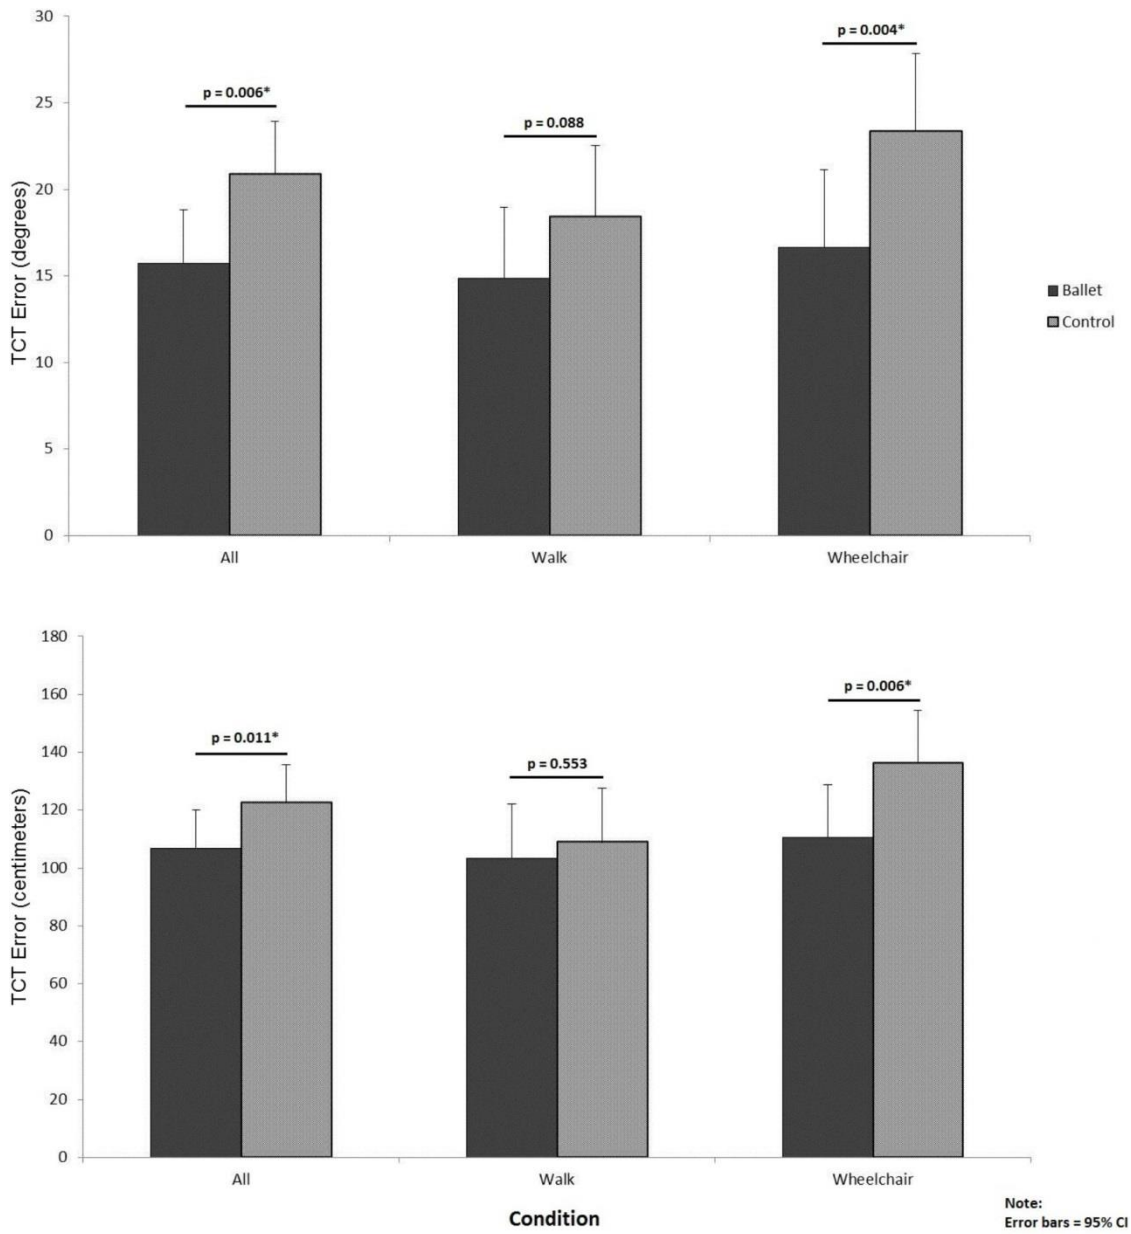 30
p = 0.004*
25
p = 0.006*
p = 0.088
20
TCT Error (degrees)
15
10
5
0
All
Walk
Wheelchair
Ballet
Control
180
160
p = 0.006*
140
p = 0.011*
p = 0.553
120
TCT Error (centimeters)
100
80
60
40
20
0
All
Walk
Wheelchair
Condition
Note:
Error bars = 95% CI